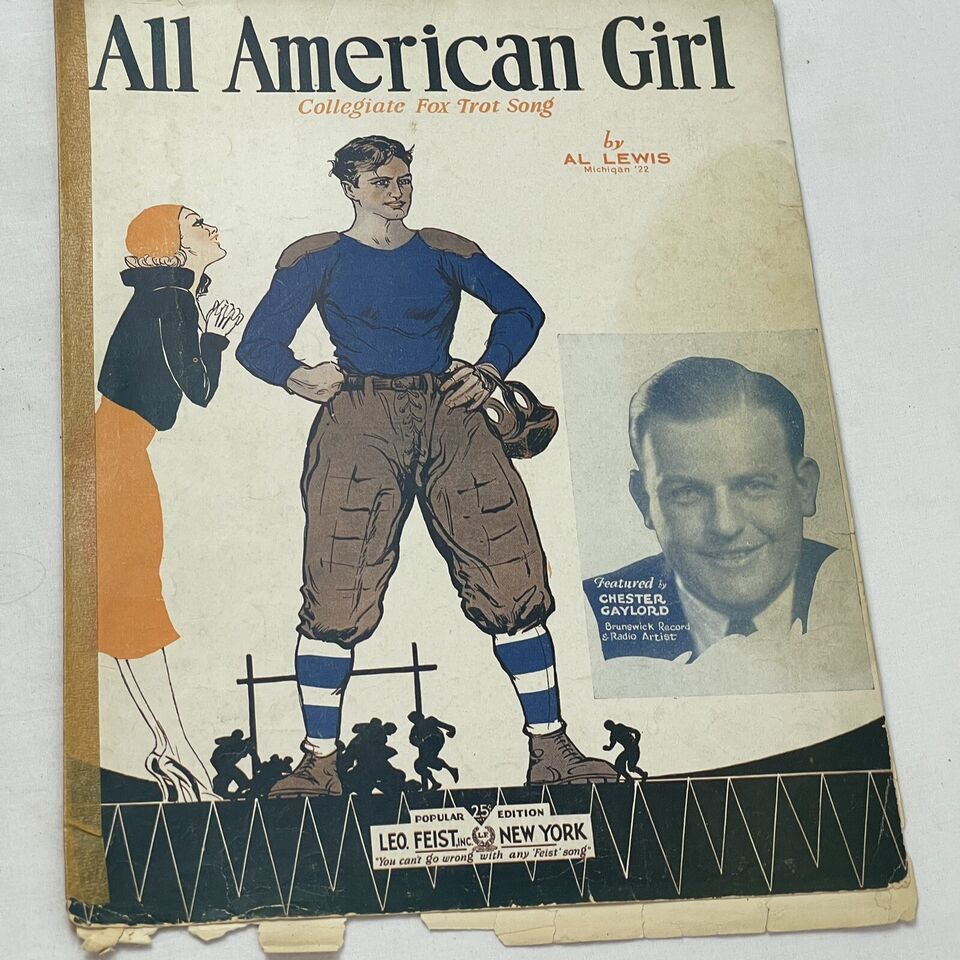 All American Girl
Collegiate Fox Trot Song
by
AL LEWIS
Michigan '22
Featured by
CHESTER
GAYLORD
Brunswick Record
& Radio Artist
POPULAR 25¢ EDITION
LEO. FEIST, INC. LF NEW YORK
"You can't go wrong with any 'Feist' song"